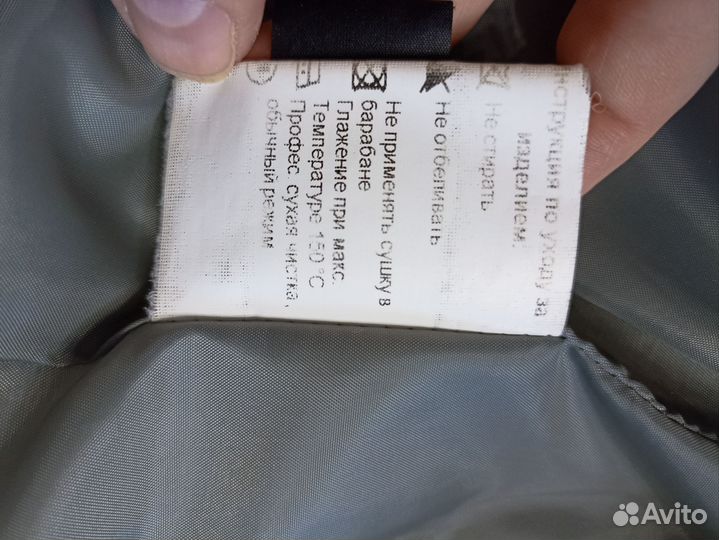 Инструкция по уходу за
изделием.
Не стирать
Не отбеливать
Не применять сушку в
барабане
Глажение при макс.
Температуре 150 °C
Профес. сухая чистка,
обычный режим
Avito